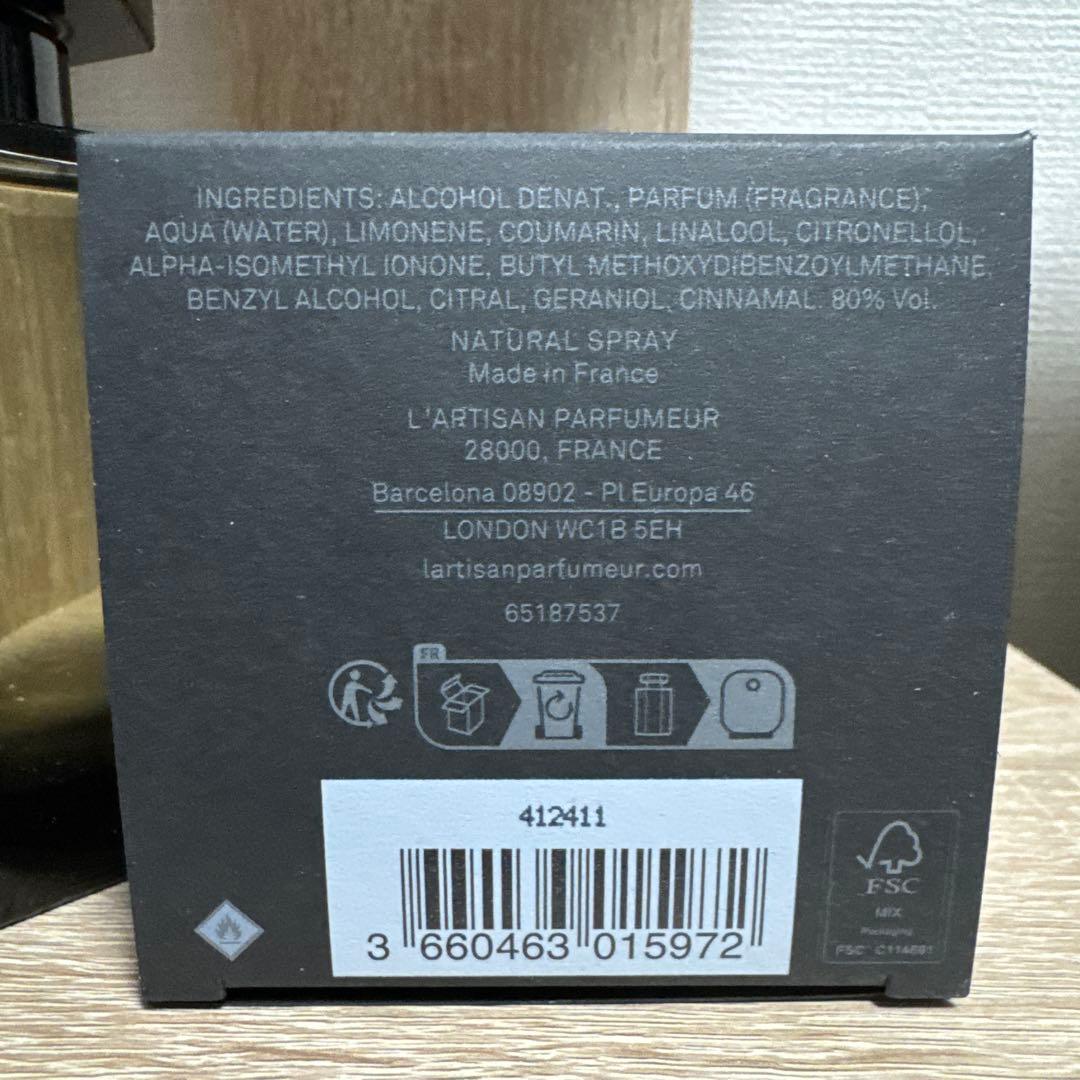 INGREDIENTS: ALCOHOL DENAT., PARFUM (FRAGRANCE),
AQUA (WATER), LIMONENE, COUMARIN, LINALOOL, CITRONELLOL,
ALPHA-ISOMETHYL IONONE, BUTYL METHOXYDIBENZOYLMETHANE,
BENZYL ALCOHOL, CITRAL, GERANIOL, CINNAMAL. 80% Vol.
NATURAL SPRAY
Made in France
L'ARTISAN PARFUMEUR
28000, FRANCE
Barcelona 08902 - Pl Europa 46
LONDON WC1B 5EH
lartisanparfumeur.com
65187537
FR
412411
3 660463 015972
FSC
MIX
Packaging
FSC